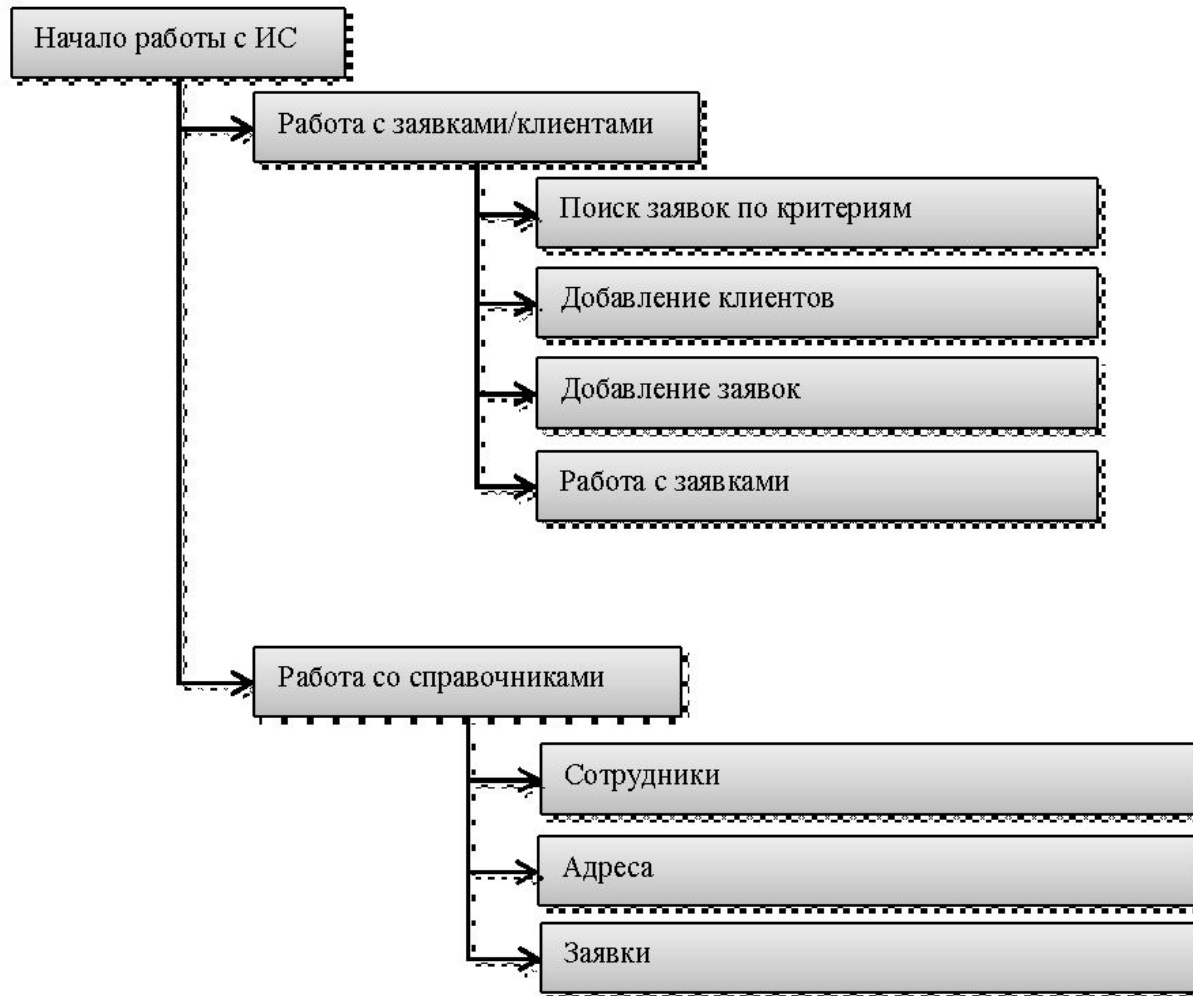 Начало работы с ИС
Работа с заявками/клиентами
Поиск заявок по критериям
Добавление клиентов
Добавление заявок
Работа с заявками
Работа со справочниками
Сотрудники
Адреса
Заявки